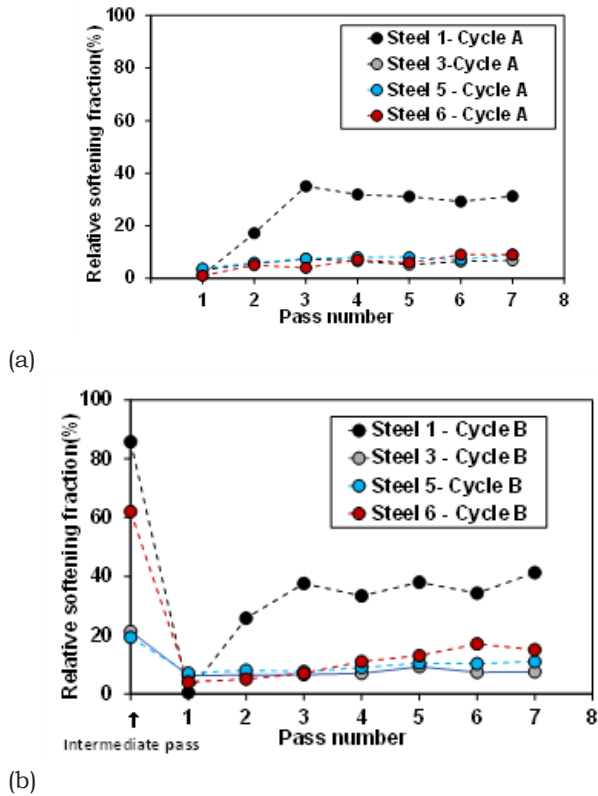 100
80
60
40
20
0
Relative softening fraction(%)
Steel 1- Cycle A
Steel 3-Cycle A
Steel 5 - Cycle A
Steel 6 - Cycle A
1 2 3 4 5 6 7 8
Pass number
(a)
100
80
60
40
20
0
Relative softening fraction(%)
Steel 1 - Cycle B
Steel 3 - Cycle B
Steel 5- Cycle B
Steel 6 - Cycle B
1 2 3 4 5 6 7 8
Intermediate pass
Pass number
(b)